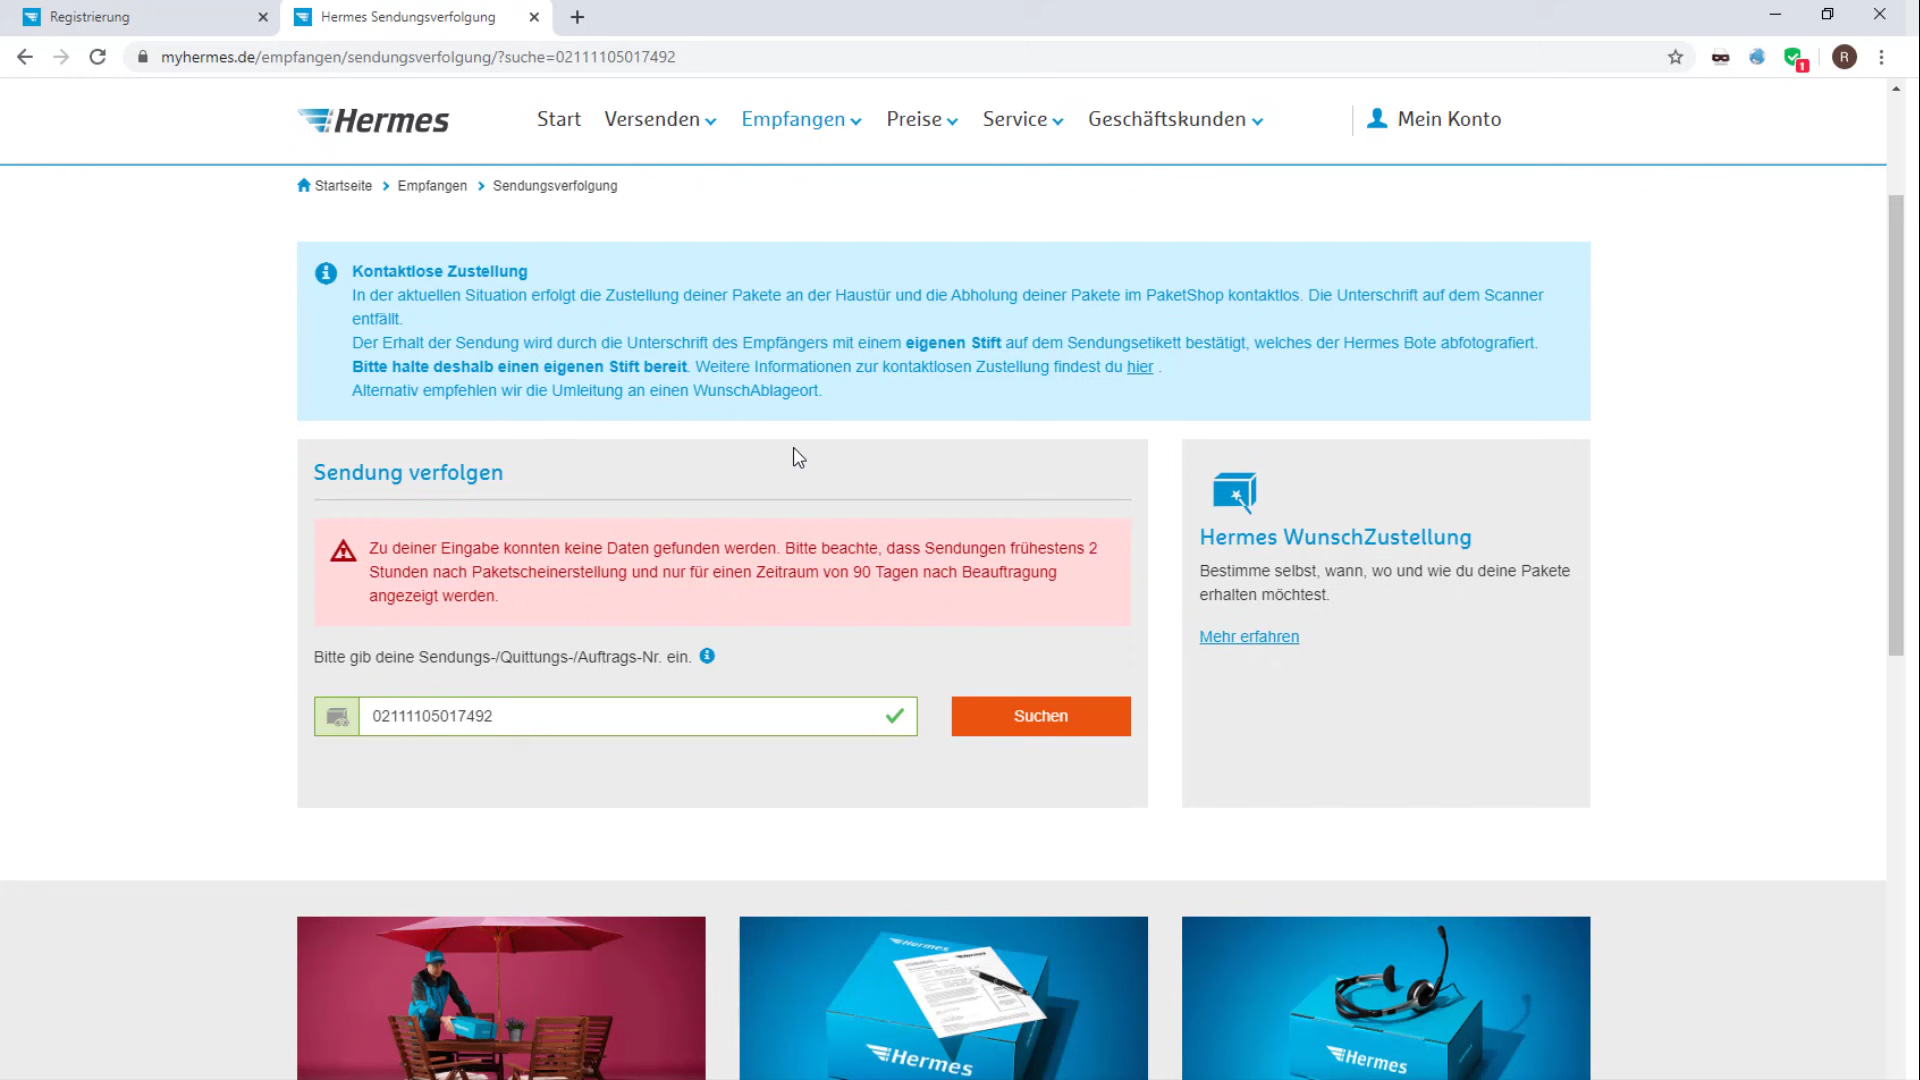 Registrierung
Hermes Sendungsverfolgung
myhermes.de/empfangen/sendungsverfolgung/?suche=02111105017492
1
R
Hermes
Start
Versenden
Empfangen
Preise
Service
Geschäftskunden
Mein Konto
Startseite
Empfangen
Sendungsverfolgung
Kontaktlose Zustellung
In der aktuellen Situation erfolgt die Zustellung deiner Pakete an der Haustür und die Abholung deiner Pakete im PaketShop kontaktlos. Die Unterschrift auf dem Scanner
entfällt.
Der Erhalt der Sendung wird durch die Unterschrift des Empfängers mit einem eigenen Stift auf dem Sendungsetikett bestätigt, welches der Hermes Bote abfotografiert.
Bitte halte deshalb einen eigenen Stift bereit. Weitere Informationen zur kontaktlosen Zustellung findest du hier .
Alternativ empfehlen wir die Umleitung an einen WunschAblageort.
Sendung verfolgen
Zu deiner Eingabe konnten keine Daten gefunden werden. Bitte beachte, dass Sendungen frühestens 2
Stunden nach Paketscheinerstellung und nur für einen Zeitraum von 90 Tagen nach Beauftragung
angezeigt werden.
Bitte gib deine Sendungs-/Quittungs-/Auftrags-Nr. ein.
02111105017492
Suchen
Hermes WunschZustellung
Bestimme selbst, wann, wo und wie du deine Pakete
erhalten möchtest.
Mehr erfahren
Hermes
Hermes
Hermes